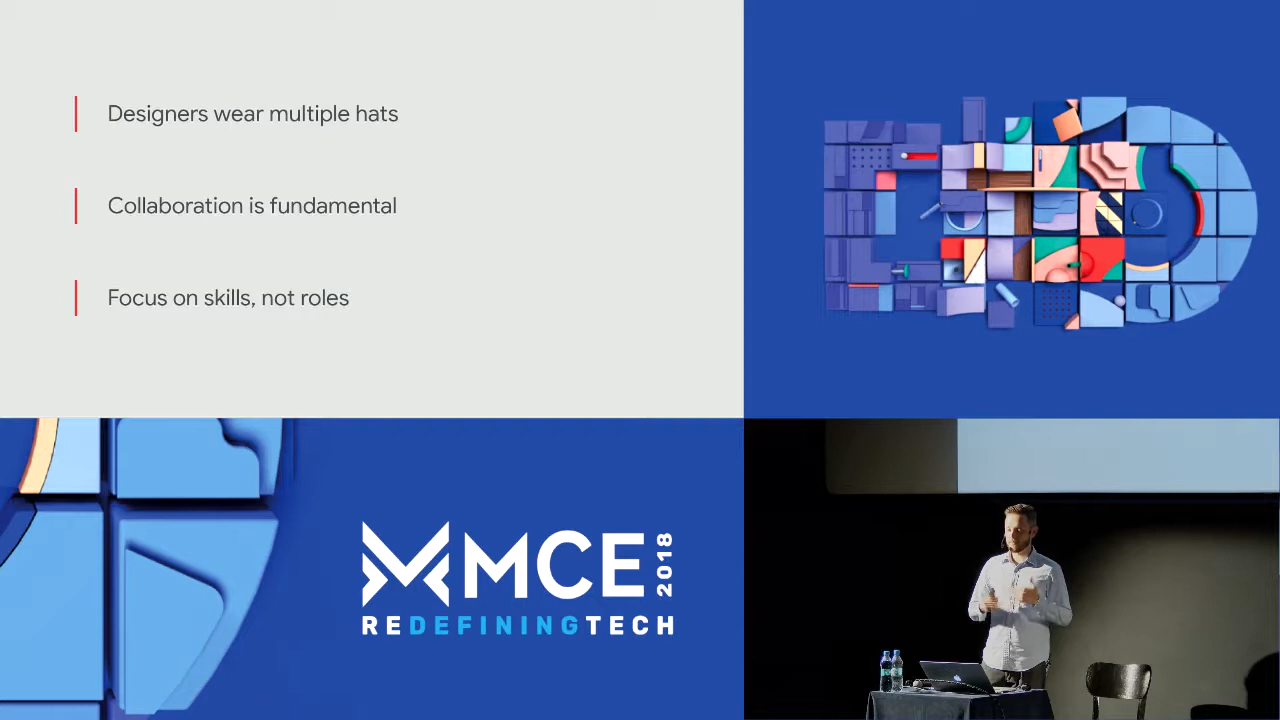 Designers wear multiple hats
Collaboration is fundamental
Focus on skills, not roles
MCE 2018
REDEFININGTECH